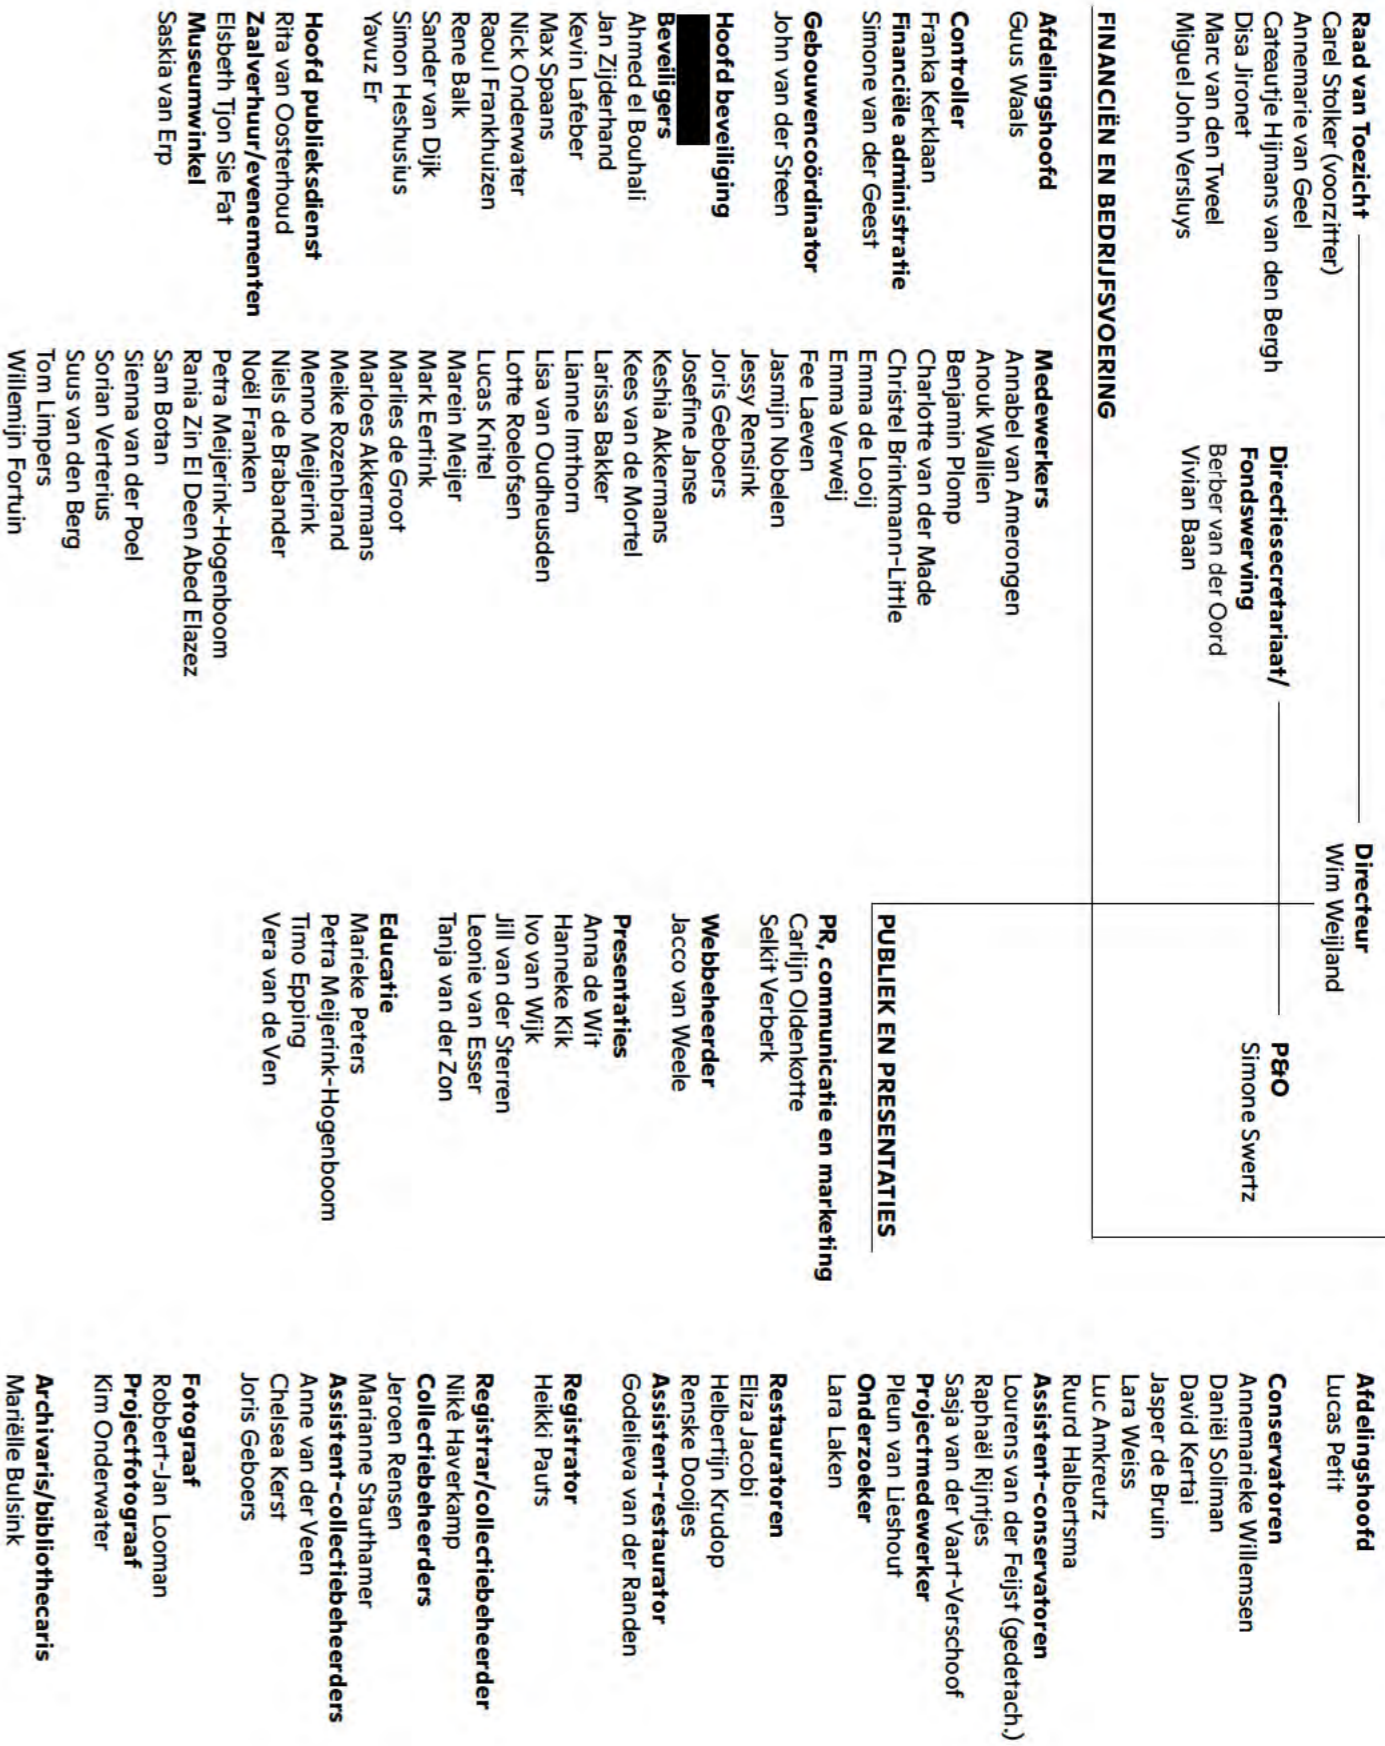 Raad van Toezicht
Carel Stolker (voorzitter)
Annemarie van Geel
Cateautje Hijmans van den Bergh
Disa Jironet
Marc van den Tweel
Miguel John Versluys
Directiesecretariaat/
Fondswerving
Berber van der Oord
Vivian Baan
Directeur
Wim Weijland
P&O
Simone Swertz
FINANCIËN EN BEDRIJFSVOERING
Afdelingshoofd
Guus Waals
Controller
Franka Kerklaan
Financiële administratie
Simone van der Geest
Gebouwencoördinator
John van der Steen
Hoofd beveiliging
Beveiligers
Ahmed el Bouhali
Jan Zijderhand
Kevin Lafeber
Max Spaans
Nick Onderwater
Raoul Frankhuizen
Rene Balk
Sander van Dijk
Simon Heshusius
Yavuz Er
Hoofd publieksdienst
Rita van Oosterhoud
Zaalverhuur/evenementen
Elsbeth Tjon Sie Fat
Museumwinkel
Saskia van Erp
Medewerkers
Annabel van Amerongen
Anouk Wallien
Benjamin Plomp
Charlotte van der Made
Christel Brinkmann-Little
Emma de Looij
Emma Verweij
Fee Laeven
Jasmijn Nobelen
Jessy Rensink
Joris Geboers
Josefine Janse
Keshia Akkermans
Kees van de Mortel
Larissa Bakker
Lianne Imthorn
Lisa van Oudheusden
Lotte Roelofsen
Lucas Knitel
Marein Meijer
Mark Eertink
Marlies de Groot
Marloes Akkermans
Meike Rozenbrand
Menno Meijerink
Niels de Brabander
Noël Franken
Petra Meijerink-Hogenboom
Rania Zin El Deen Abed Elazez
Sam Botan
Sienna van der Poel
Sorian Verterius
Suus van den Berg
Tom Limpers
Willemijn Fortuin
PUBLIEK EN PRESENTATIES
PR, communicatie en marketing
Carlijn Oldenkotte
Selkit Verberk
Webbeheerder
Jacco van Weele
Presentaties
Anna de Wit
Hanneke Kik
Ivo van Wijk
Jill van der Sterren
Leonie van Esser
Tanja van der Zon
Educatie
Marieke Peters
Petra Meijerink-Hogenboom
Timo Epping
Vera van de Ven
Afdelingshoofd
Lucas Petit
Conservatoren
Annemarieke Willemsen
Daniël Soliman
David Kertai
Jasper de Bruin
Lara Weiss
Luc Amkreutz
Ruurd Halbertsma
Assistent-conservatoren
Lourens van der Feijst (gedetach.)
Raphaël Rijntjes
Sasja van der Vaart-Verschoof
Projectmedewerker
Pleun van Lieshout
Onderzoeker
Lara Laken
Restauratoren
Eliza Jacobi
Helbertijn Krudop
Renske Dooijes
Assistent-restaurator
Godelieva van der Randen
Registrator
Heikki Pauts
Registrar/collectiebeheerder
Nikè Haverkamp
Collectiebeheerders
Jeroen Rensen
Marianne Stauthamer
Assistent-collectiebeheerders
Anne van der Veen
Chelsea Kerst
Joris Geboers
Fotograaf
Robbert-Jan Looman
Projectfotograaf
Kim Onderwater
Archivaris/bibliothecaris
Mariëlle Bulsink